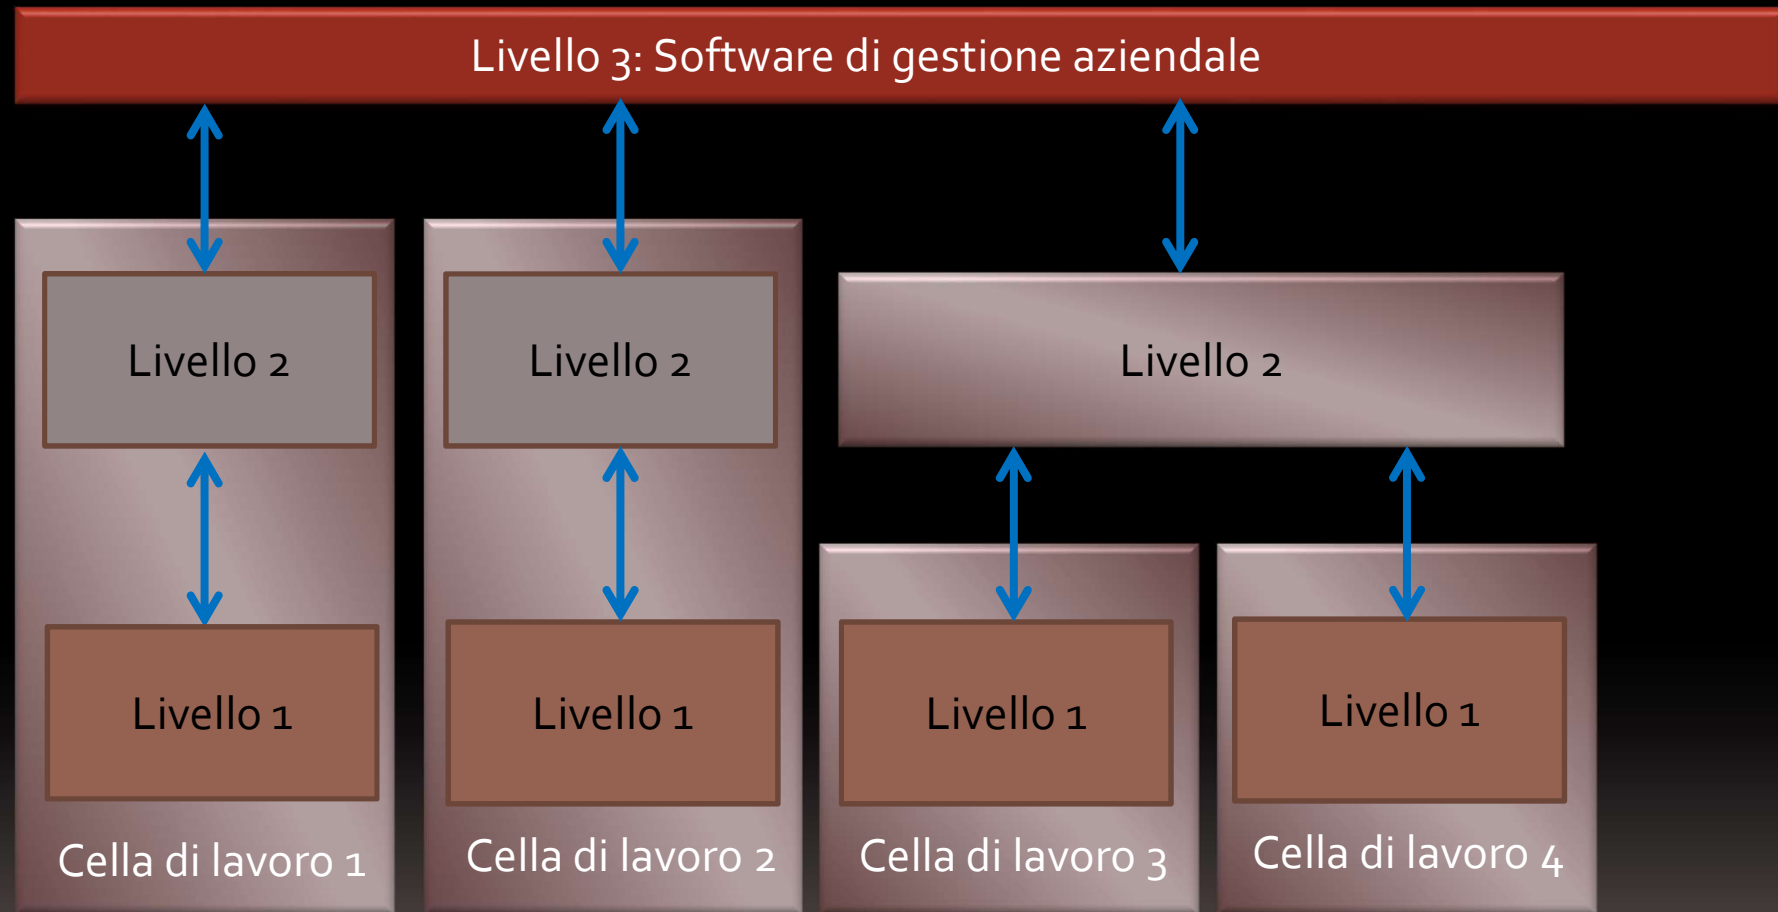 Livello 3: Software di gestione aziendale
Livello 2
Livello 2
Livello 2
Livello 1
Livello 1
Livello 1
Livello 1
Cella di lavoro 1
Cella di lavoro 2
Cella di lavoro 3
Cella di lavoro 4